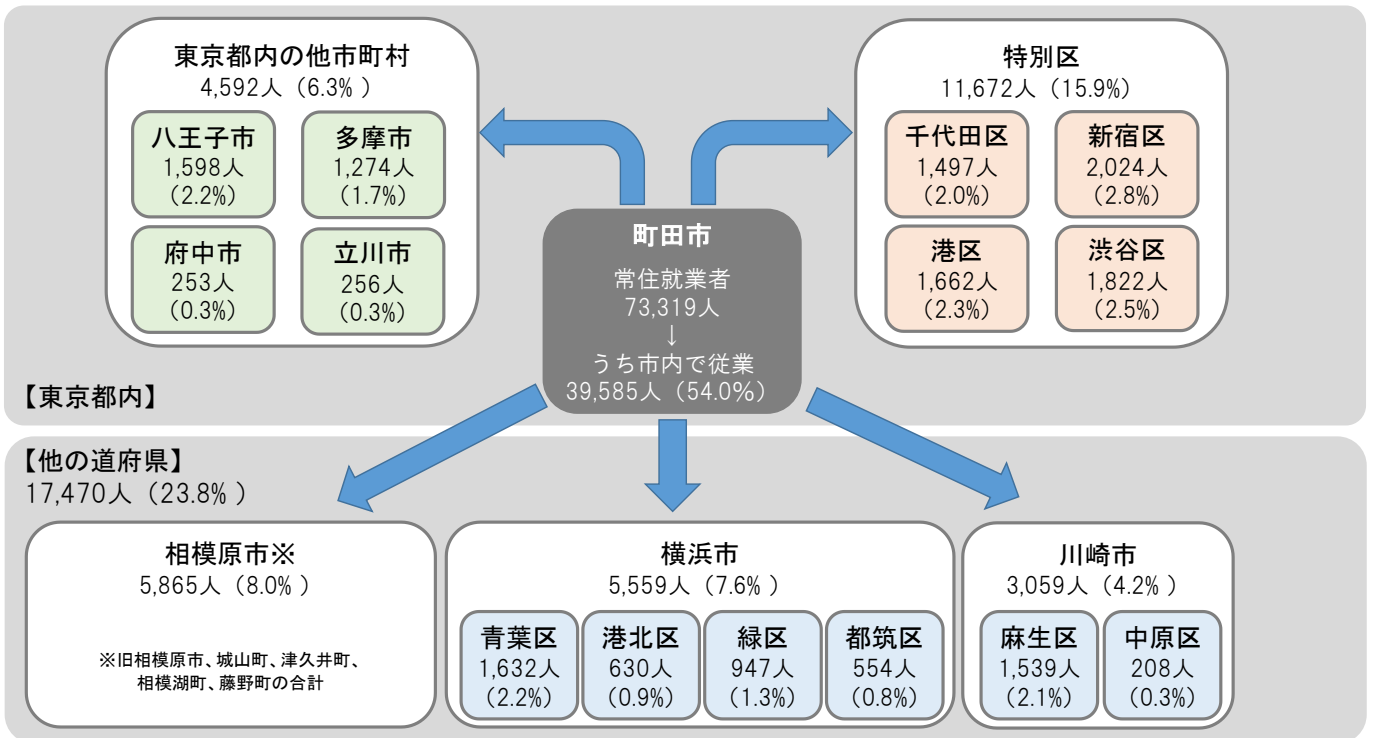 東京都内の他市町村
4,592人（6.3% ）
八王子市
1,598人
(2.2%)
多摩市
1,274人
(1.7%)
府中市
253人
(0.3%)
立川市
256人
(0.3%)
特別区
11,672人（15.9%）
千代田区
1,497人
(2.0%)
新宿区
2,024人
(2.8%)
港区
1,662人
(2.3%)
渋谷区
1,822人
(2.5%)
町田市
常住就業者
73,319人
↓
うち市内で従業
39,585人（54.0%）
【東京都内】
【他の道府県】
17,470人（23.8% ）
相模原市※
5,865人（8.0% ）
※旧相模原市、城山町、津久井町、
相模湖町、藤野町の合計
横浜市
5,559人（7.6% ）
青葉区
1,632人
(2.2%)
港北区
630人
(0.9%)
緑区
947人
(1.3%)
都筑区
554人
(0.8%)
川崎市
3,059人（4.2% ）
麻生区
1,539人
(2.1%)
中原区
208人
(0.3%)